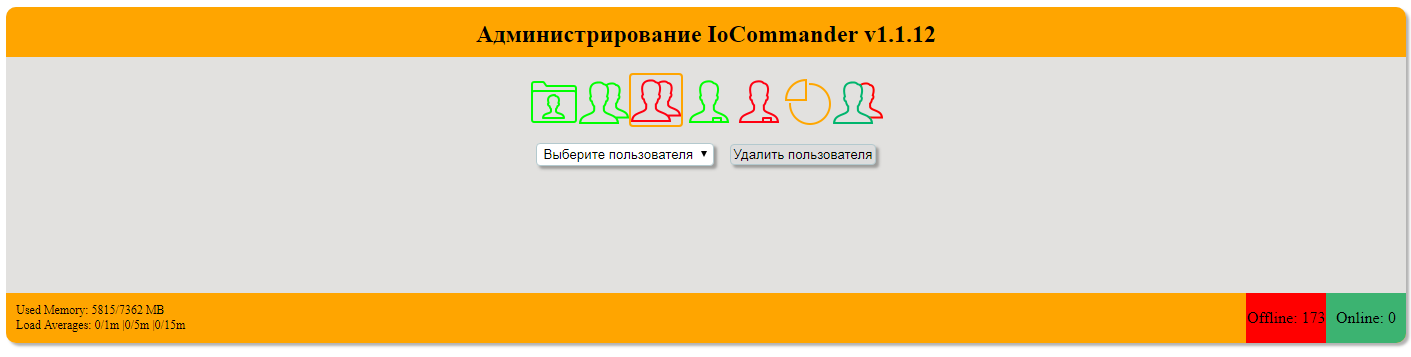 Администрирование IoCommander v1.1.12
Выберите пользователя
Удалить пользователя
Used Memory: 5815/7362 MB
Load Averages: 0/1m |0/5m |0/15m
Offline: 173
Online: 0